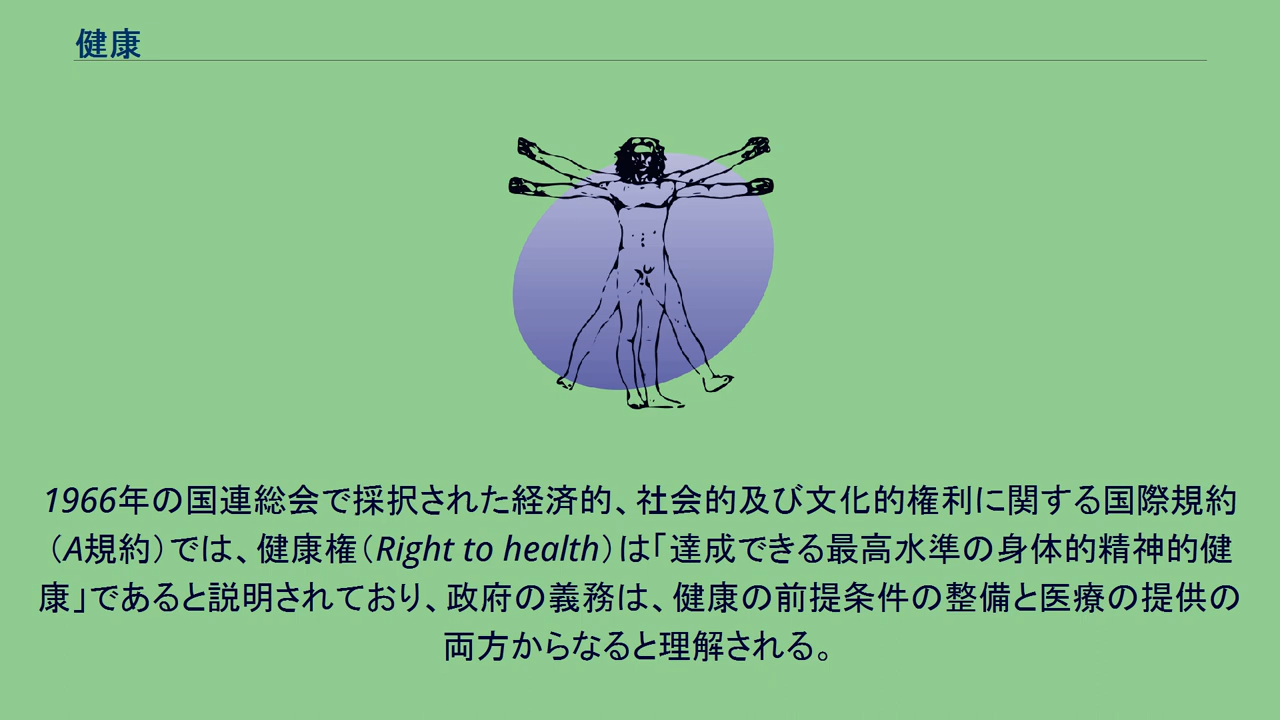 健康
1966年の国連総会で採択された経済的、社会的及び文化的権利に関する国際規約
（A規約）では、健康権（Right to health）は「達成できる最高水準の身体的精神的健
康」であると説明されており、政府の義務は、健康の前提条件の整備と医療の提供の
両方からなると理解される。